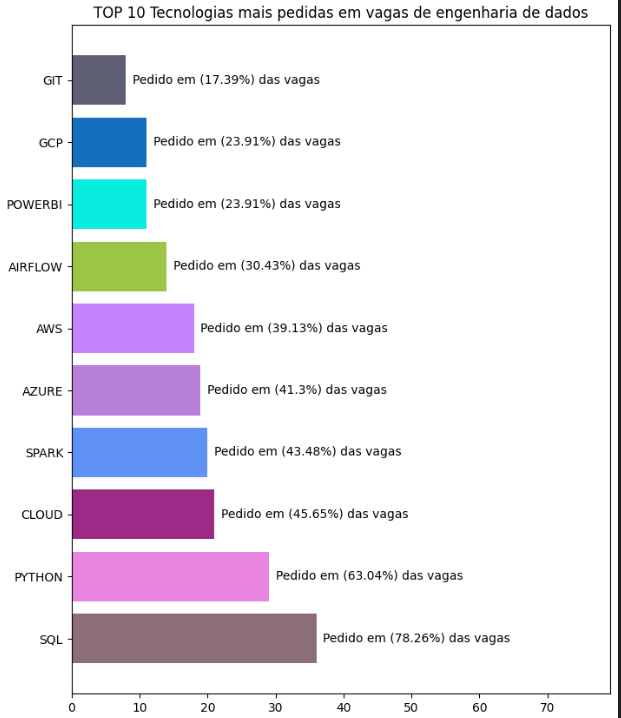 TOP 10 Tecnologias mais pedidas em vagas de engenharia de dados
GIT Pedido em (17.39%) das vagas
GCP Pedido em (23.91%) das vagas
POWERBI Pedido em (23.91%) das vagas
AIRFLOW Pedido em (30.43%) das vagas
AWS Pedido em (39.13%) das vagas
AZURE Pedido em (41.3%) das vagas
SPARK Pedido em (43.48%) das vagas
CLOUD Pedido em (45.65%) das vagas
PYTHON Pedido em (63.04%) das vagas
SQL Pedido em (78.26%) das vagas
0 10 20 30 40 50 60 70